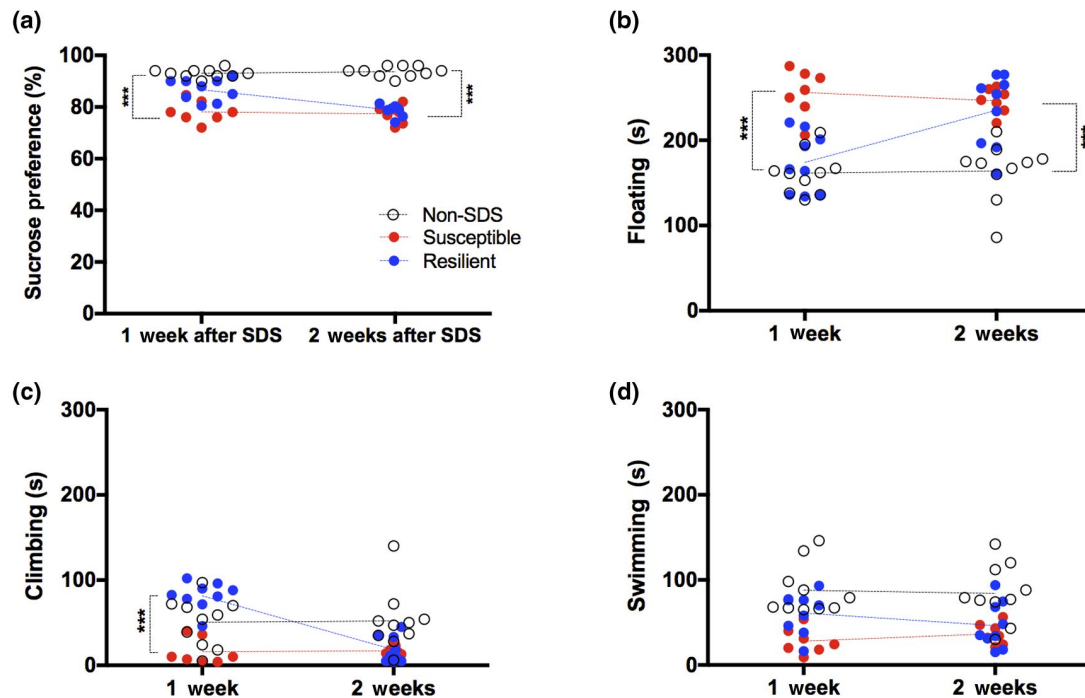 (a)
Sucrose preference (%)
100
80
60
40
20
0
***
***
Non-SDS
Susceptible
Resilient
1 week after SDS
2 weeks after SDS
(b)
Floating (s)
300
200
100
0
***
***
1 week
2 weeks
(c)
Climbing (s)
300
200
100
0
***
1 week
2 weeks
(d)
Swimming (s)
300
200
100
0
1 week
2 weeks